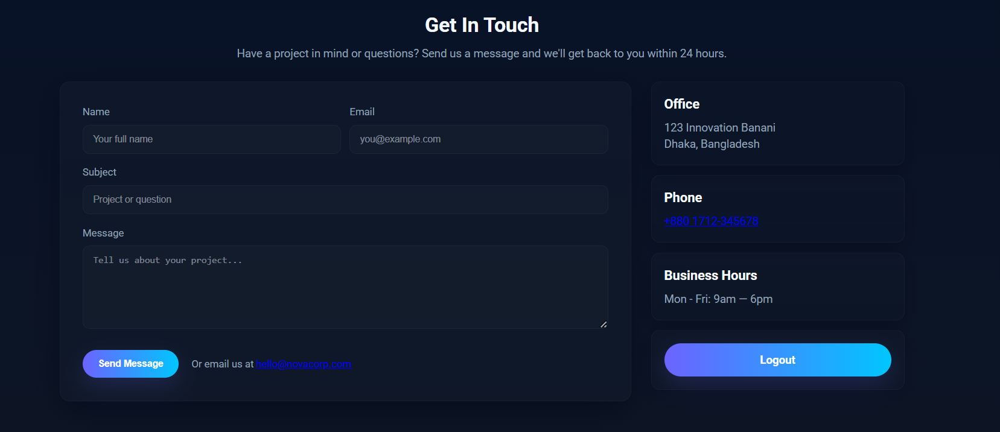 Get In Touch
Have a project in mind or questions? Send us a message and we'll get back to you within 24 hours.
Name
Your full name
Email
you@example.com
Subject
Project or question
Message
Tell us about your project...
Send Message
Or email us at hello@novacorp.com
Office
123 Innovation Banani
Dhaka, Bangladesh
Phone
+880 1712-345678
Business Hours
Mon - Fri: 9am — 6pm
Logout